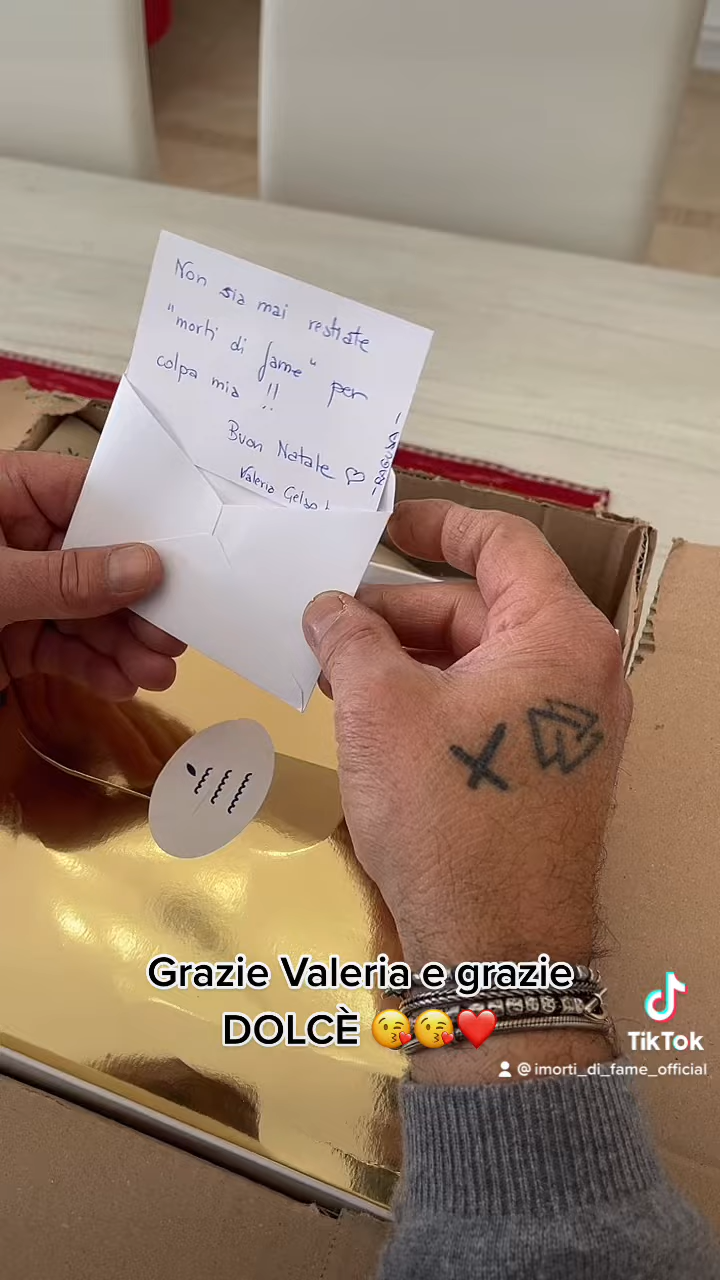 Non sia mai restiate
"morti di fame" per
colpa mia !!
Buon Natale ♡
Valeria
-RAGUSA-
Grazie Valeria e grazie
DOLCÈ 😘😘❤️
TikTok
@imorti_di_fame_official